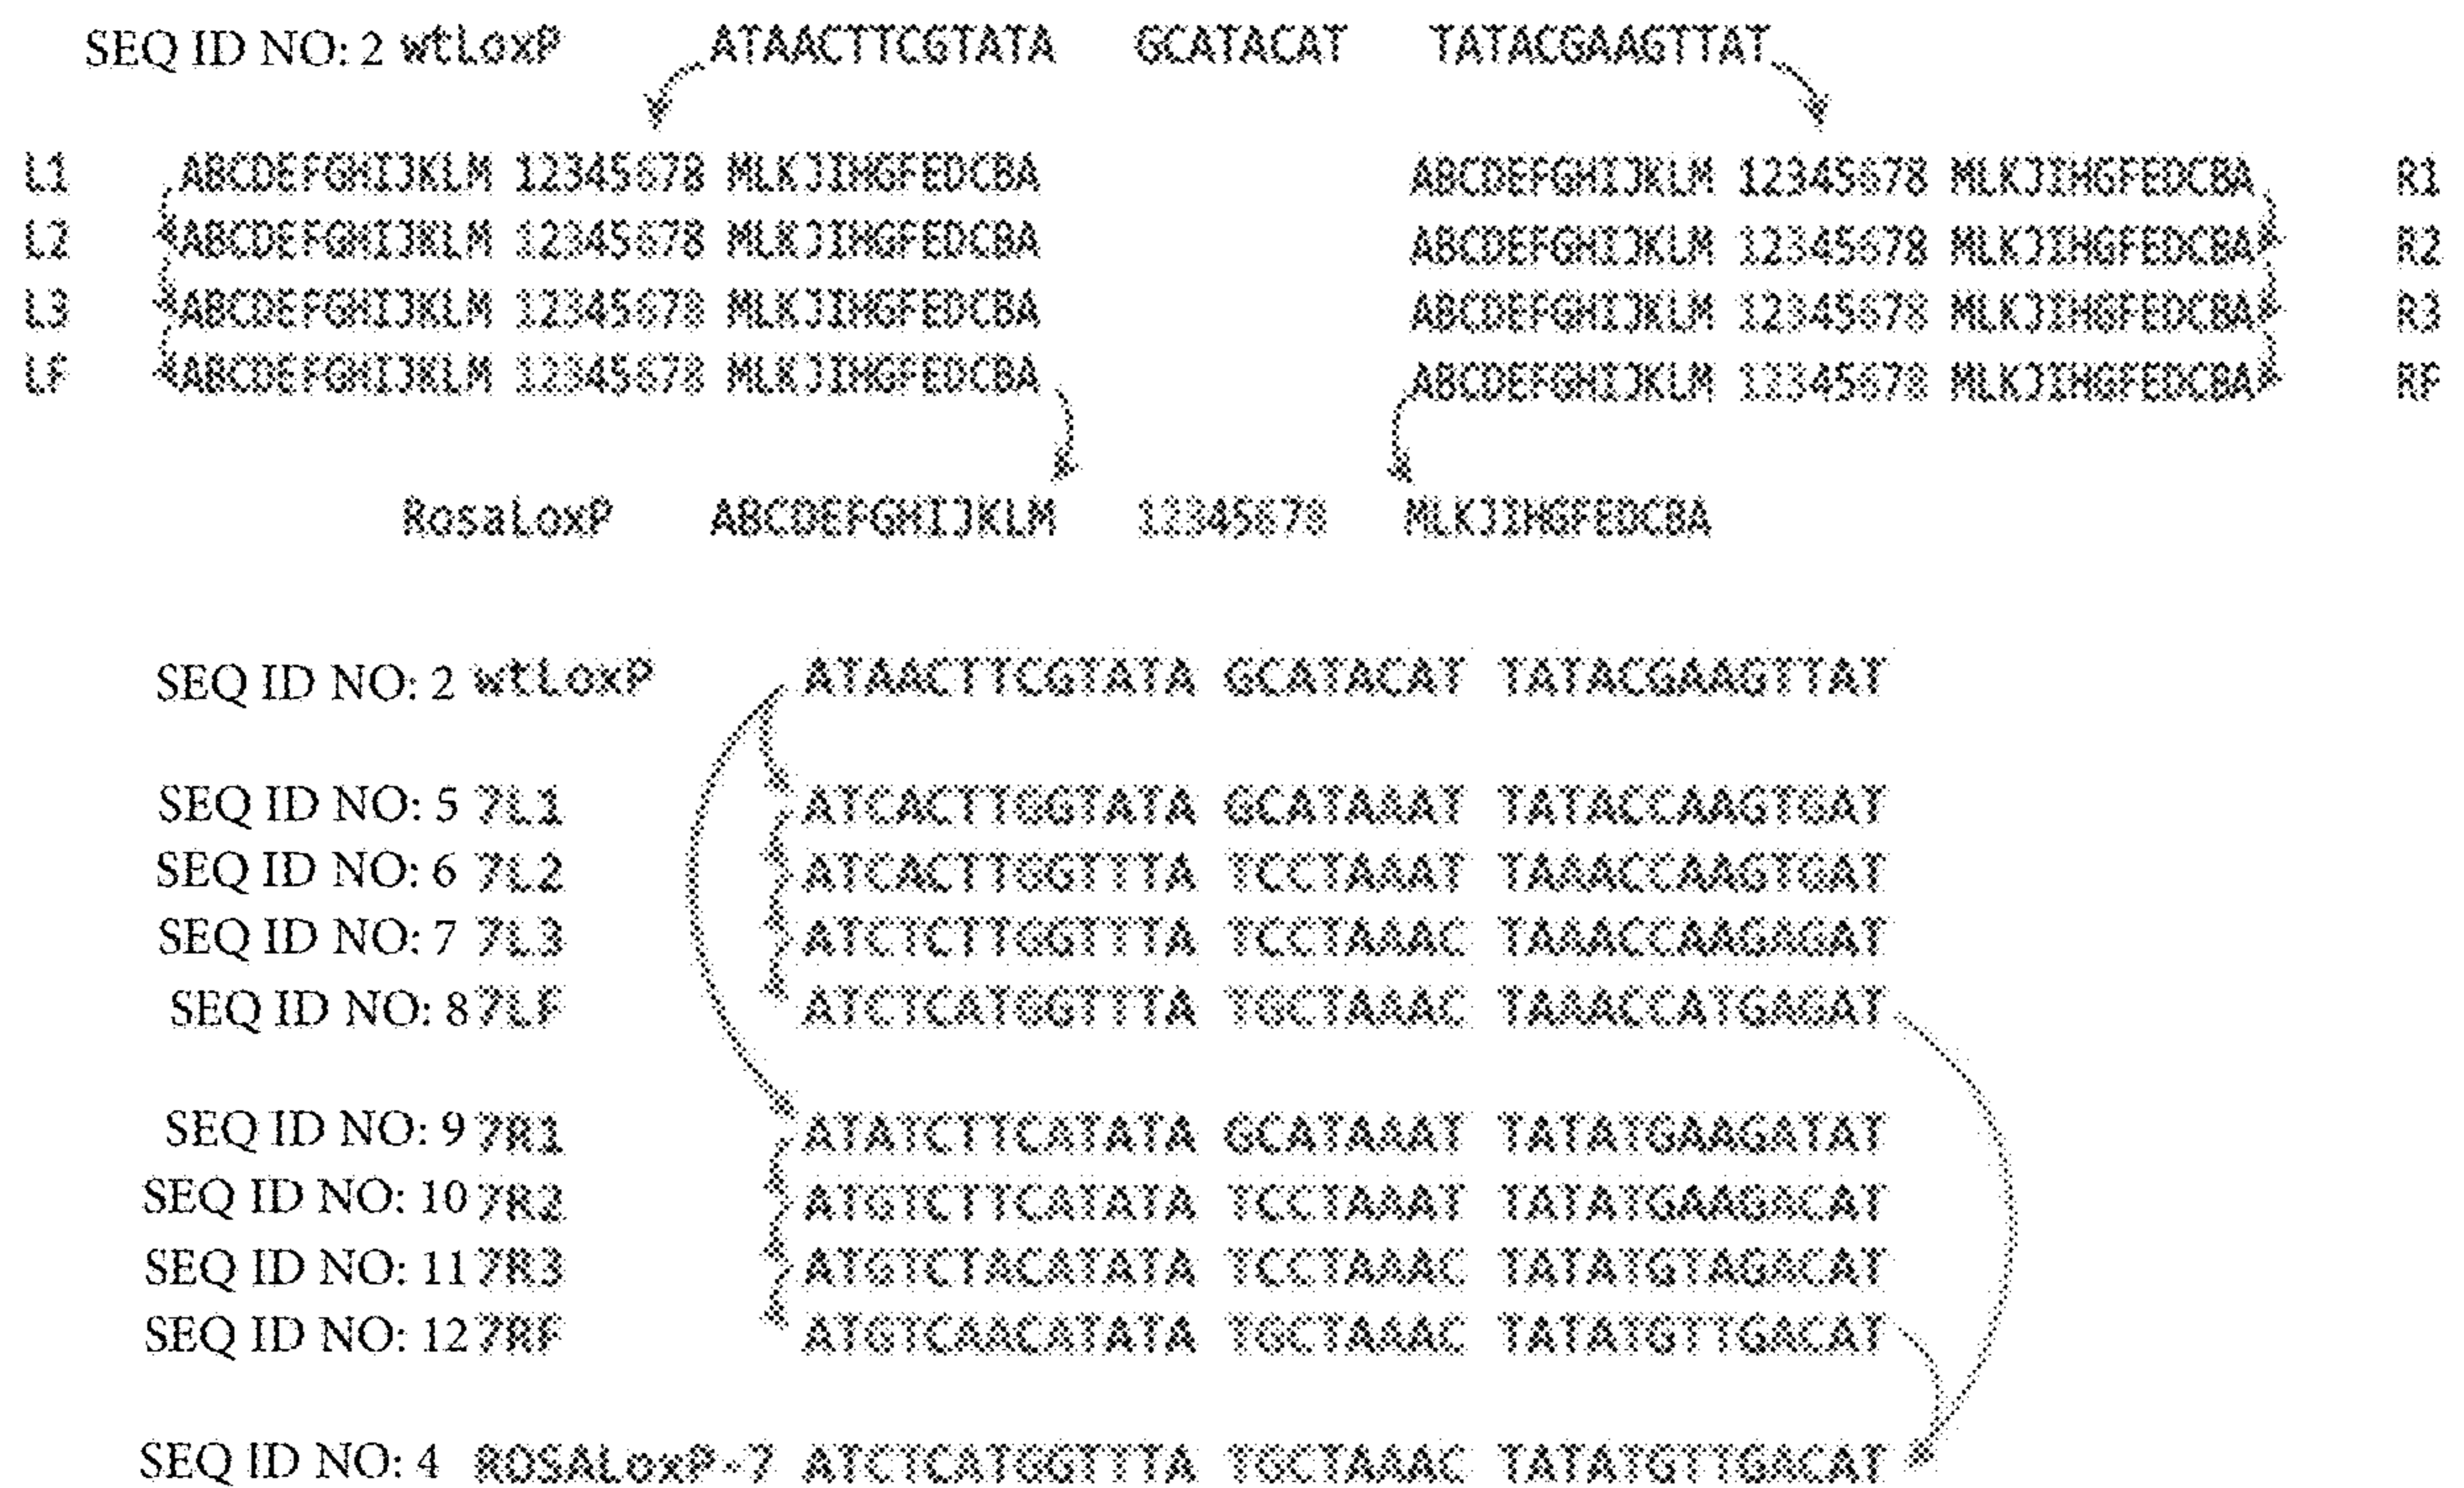 SEQ ID NO: 2 wtLoxP ATAACTTCGTATA GCATACAT TATACGAAGTTAT
L1 ABCDEFGHIJKLM 12345678 MLKJIHGFEDCBA ABCDEFGHIJKLM 12345678 MLKJIHGFEDCBA R1
L2 ABCDEFGHIJKLM 12345678 MLKJIHGFEDCBA ABCDEFGHIJKLM 12345678 MLKJIHGFEDCBA R2
L3 ABCDEFGHIJKLM 12345678 MLKJIHGFEDCBA ABCDEFGHIJKLM 12345678 MLKJIHGFEDCBA R3
LF ABCDEFGHIJKLM 12345678 MLKJIHGFEDCBA ABCDEFGHIJKLM 12345678 MLKJIHGFEDCBA RF
RosaLoxP ABCDEFGHIJKLM 12345678 MLKJIHGFEDCBA
SEQ ID NO: 2 wtLoxP ATAACTTCGTATA GCATACAT TATACGAAGTTAT
SEQ ID NO: 5 7L1 ATCACTTGGTATA GCATAAAT TATACCAAGTGAT
SEQ ID NO: 6 7L2 ATCACTTGGTTTA TCCTAAAT TAAACCAAGTGAT
SEQ ID NO: 7 7L3 ATCTCTTGGTTTA TCCTAAAC TAAACCAAGAGAT
SEQ ID NO: 8 7LF ATCTCATGGTTTA TGCTAAAC TAAACCATGAGAT
SEQ ID NO: 9 7R1 ATATCTTCATATA GCATAAAT TATATGAAGATAT
SEQ ID NO: 10 7R2 ATGTCTTCATATA TCCTAAAT TATATGAAGACAT
SEQ ID NO: 11 7R3 ATGTCTACATATA TCCTAAAC TATATGTAGACAT
SEQ ID NO: 12 7RF ATGTCAACATATA TGCTAAAC TATATGTTGACAT
SEQ ID NO: 4 ROSALoxP-7 ATCTCATGGTTTA TGCTAAAC TATATGTTGACAT